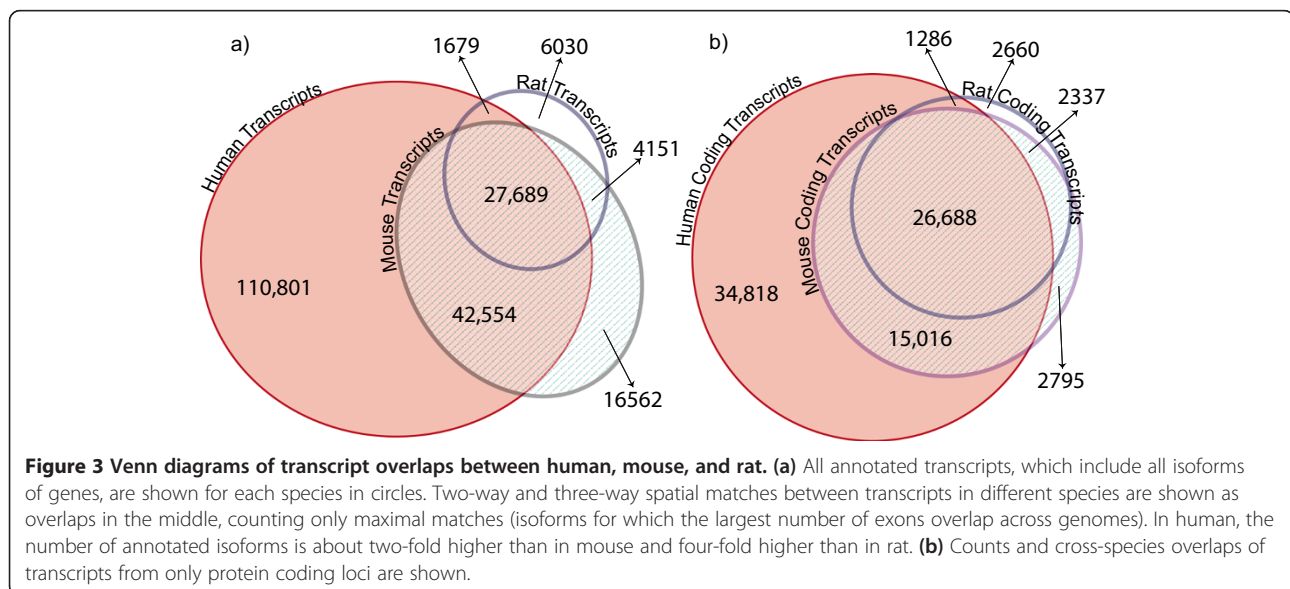 a)
1679
6030
Human Transcripts
Rat Transcripts
Mouse Transcripts
4151
27,689
110,801
42,554
16562
b)
1286
2660
Human Coding Transcripts
Rat Coding Transcripts
Mouse Coding Transcripts
2337
26,688
34,818
15,016
2795
Figure 3 Venn diagrams of transcript overlaps between human, mouse, and rat. (a) All annotated transcripts, which include all isoforms
of genes, are shown for each species in circles. Two-way and three-way spatial matches between transcripts in different species are shown as
overlaps in the middle, counting only maximal matches (isoforms for which the largest number of exons overlap across genomes). In human, the
number of annotated isoforms is about two-fold higher than in mouse and four-fold higher than in rat. (b) Counts and cross-species overlaps of
transcripts from only protein coding loci are shown.